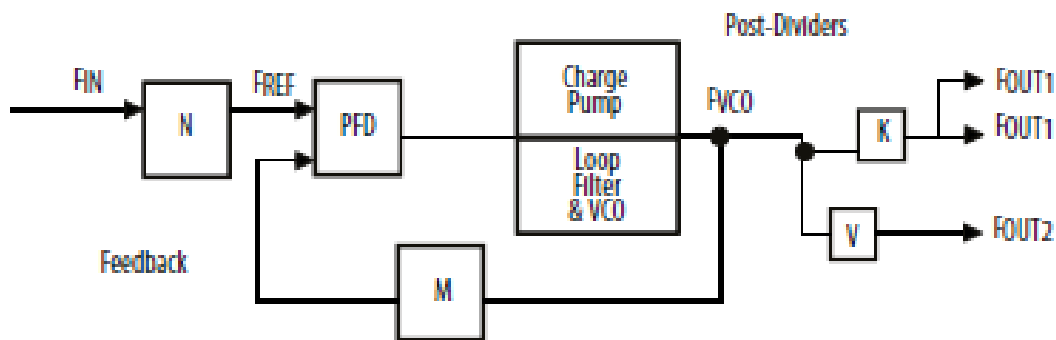 Post-Dividers
FIN
N
FREF
PFD
Charge
Pump
Loop
Filter
& VCO
FVCO
K
FOUT1
FOUT1
V
FOUT2
Feedback
M